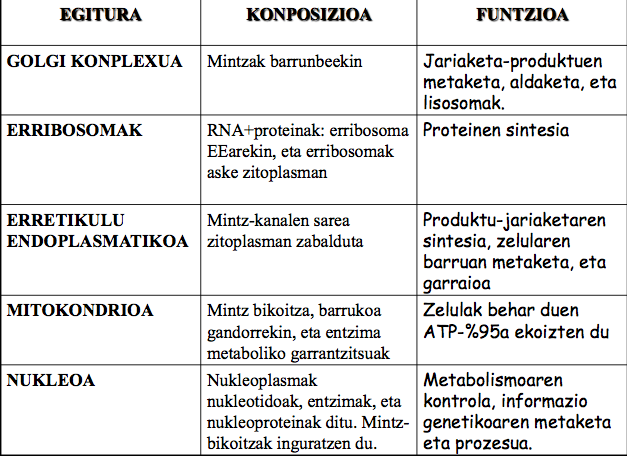 EGITURA
KONPOSIZIOA
FUNTZIOA
GOLGI KONPLEXUA
Mintzak barrunbeekin
Jariaketa-produktuen
metaketa, aldaketa, eta
lisosomak.
ERRIBOSOMAK
RNA+proteinak: erribosoma
EEarekin, eta erribosomak
aske zitoplasman
Proteinen sintesia
ERRETIKULU
ENDOPLASMATIKOA
Mintz-kanalen sarea
zitoplasman zabalduta
Produktu-jariaketaren
sintesia, zelularen
barruan metaketa, eta
garraioa
MITOKONDRIOA
Mintz bikoitza, barrukoa
gandorrekin, eta entzima
metaboliko garrantzitsuak
Zelulak behar duen
ATP-%95a ekoizten du
NUKLEOA
Nukleoplasmak
nukleotidoak, entzimak, eta
nukleoproteinak ditu. Mintz-
bikoitzak inguratzen du.
Metabolismoaren
kontrola, informazio
genetikoaren metaketa
eta prozesua.